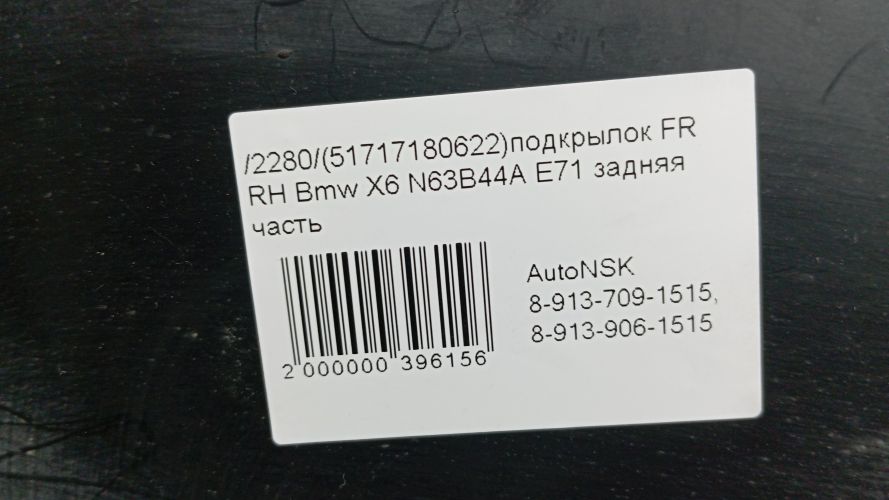 /2280/(51717180622)подкрылок FR
RH Bmw X6 N63B44A E71 задняя
часть
AutoNSK
8-913-709-1515,
8-913-906-1515
2 000000 396156